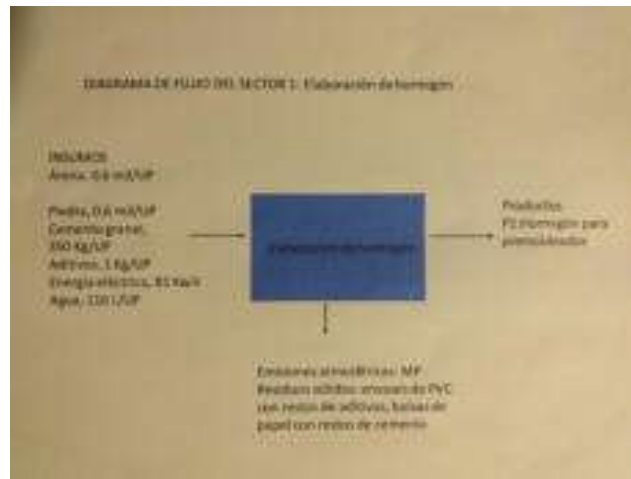 DIAGRAMA DE FLUJO DEL SECTOR 1: Elaboración de hormigón
INSUMOS
Arena, 0,6 m3/UP
Piedra, 0,6 m3/UP
Cemento granel,
350 Kg/UP
Aditivos, 1 Kg/UP
Energía eléctrica, 81 Kw/h
Agua, 116 L/UP
Elaboración de hormigón
Productos
P1:Hormigón para
premoldeados
Emisiones atmosféricas: MP
Residuos sólidos: envases de PVC
con restos de aditivos, bolsas de
papel con restos de cemento